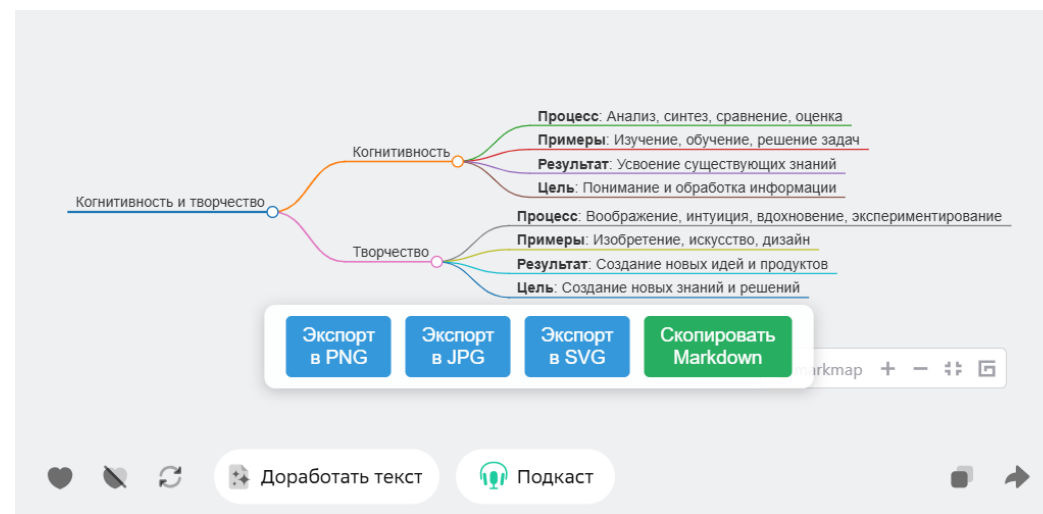 Процесс: Анализ, синтез, сравнение, оценка
Примеры: Изучение, обучение, решение задач
Когнитивность
Результат: Усвоение существующих знаний
Цель: Понимание и обработка информации
Когнитивность и творчество
Процесс: Воображение, интуиция, вдохновение, экспериментирование
Примеры: Изобретение, искусство, дизайн
Творчество
Результат: Создание новых идей и продуктов
Цель: Создание новых знаний и решений
Экспорт
в PNG
Экспорт
в JPG
Экспорт
в SVG
Скопировать
Markdown
markmap
Доработать текст
Подкаст